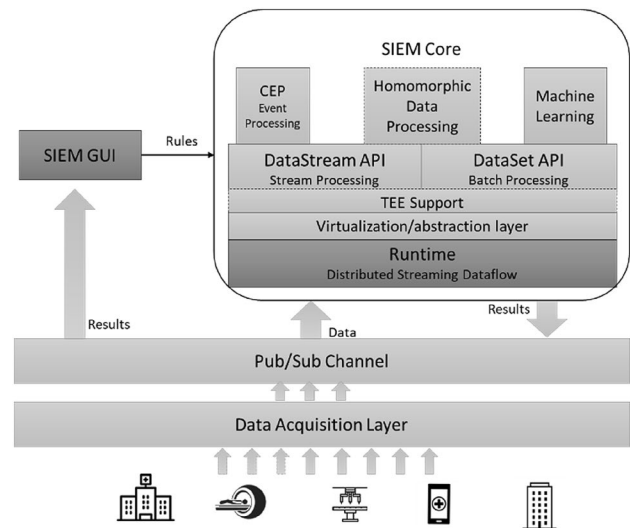 SIEM Core
CEP
Event
Processing
Homomorphic
Data
Processing
Machine
Learning
SIEM GUI
Rules
DataStream API
Stream Processing
DataSet API
Batch Processing
TEE Support
Virtualization/abstraction layer
Runtime
Distributed Streaming Dataflow
Results
Data
Results
Pub/Sub Channel
Data Acquisition Layer